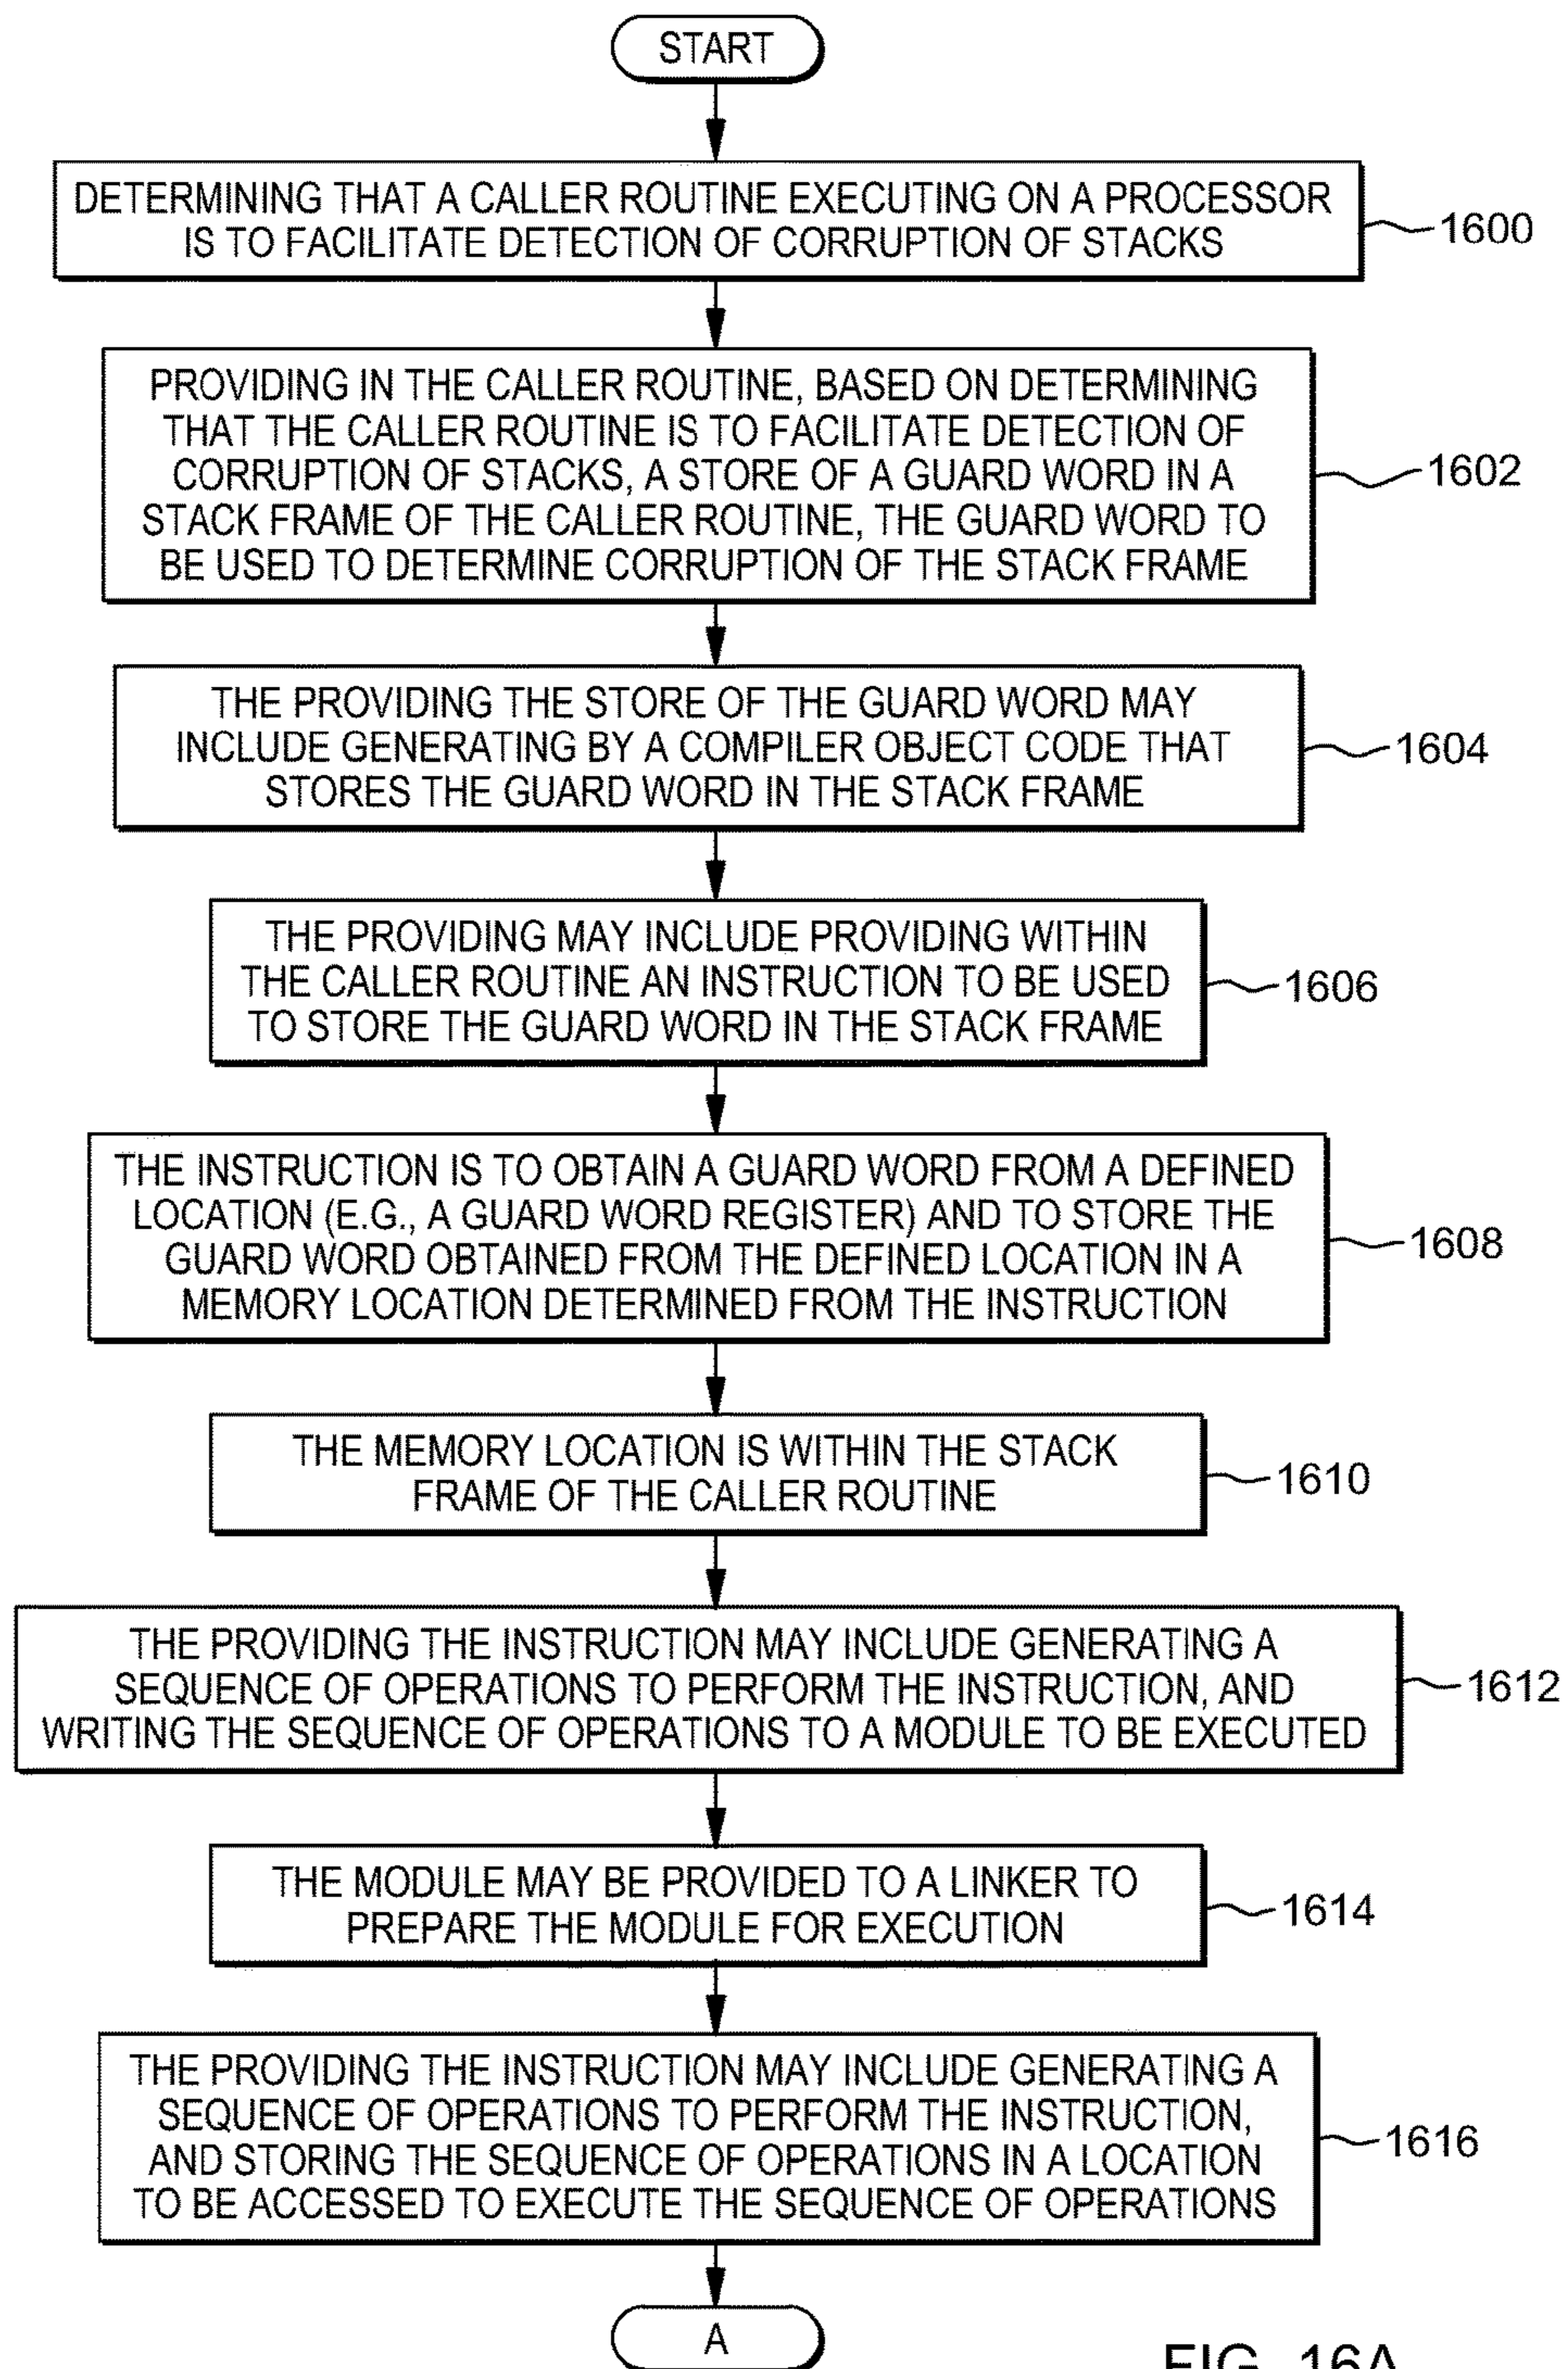 START
DETERMINING THAT A CALLER ROUTINE EXECUTING ON A PROCESSOR
IS TO FACILITATE DETECTION OF CORRUPTION OF STACKS
1600
PROVIDING IN THE CALLER ROUTINE, BASED ON DETERMINING
THAT THE CALLER ROUTINE IS TO FACILITATE DETECTION OF
CORRUPTION OF STACKS, A STORE OF A GUARD WORD IN A
STACK FRAME OF THE CALLER ROUTINE, THE GUARD WORD TO
BE USED TO DETERMINE CORRUPTION OF THE STACK FRAME
1602
THE PROVIDING THE STORE OF THE GUARD WORD MAY
INCLUDE GENERATING BY A COMPILER OBJECT CODE THAT
STORES THE GUARD WORD IN THE STACK FRAME
1604
THE PROVIDING MAY INCLUDE PROVIDING WITHIN
THE CALLER ROUTINE AN INSTRUCTION TO BE USED
TO STORE THE GUARD WORD IN THE STACK FRAME
1606
THE INSTRUCTION IS TO OBTAIN A GUARD WORD FROM A DEFINED
LOCATION (E.G., A GUARD WORD REGISTER) AND TO STORE THE
GUARD WORD OBTAINED FROM THE DEFINED LOCATION IN A
MEMORY LOCATION DETERMINED FROM THE INSTRUCTION
1608
THE MEMORY LOCATION IS WITHIN THE STACK
FRAME OF THE CALLER ROUTINE
1610
THE PROVIDING THE INSTRUCTION MAY INCLUDE GENERATING A
SEQUENCE OF OPERATIONS TO PERFORM THE INSTRUCTION, AND
WRITING THE SEQUENCE OF OPERATIONS TO A MODULE TO BE EXECUTED
1612
THE MODULE MAY BE PROVIDED TO A LINKER TO
PREPARE THE MODULE FOR EXECUTION
1614
THE PROVIDING THE INSTRUCTION MAY INCLUDE GENERATING A
SEQUENCE OF OPERATIONS TO PERFORM THE INSTRUCTION,
AND STORING THE SEQUENCE OF OPERATIONS IN A LOCATION
TO BE ACCESSED TO EXECUTE THE SEQUENCE OF OPERATIONS
1616
A
FIG. 16A